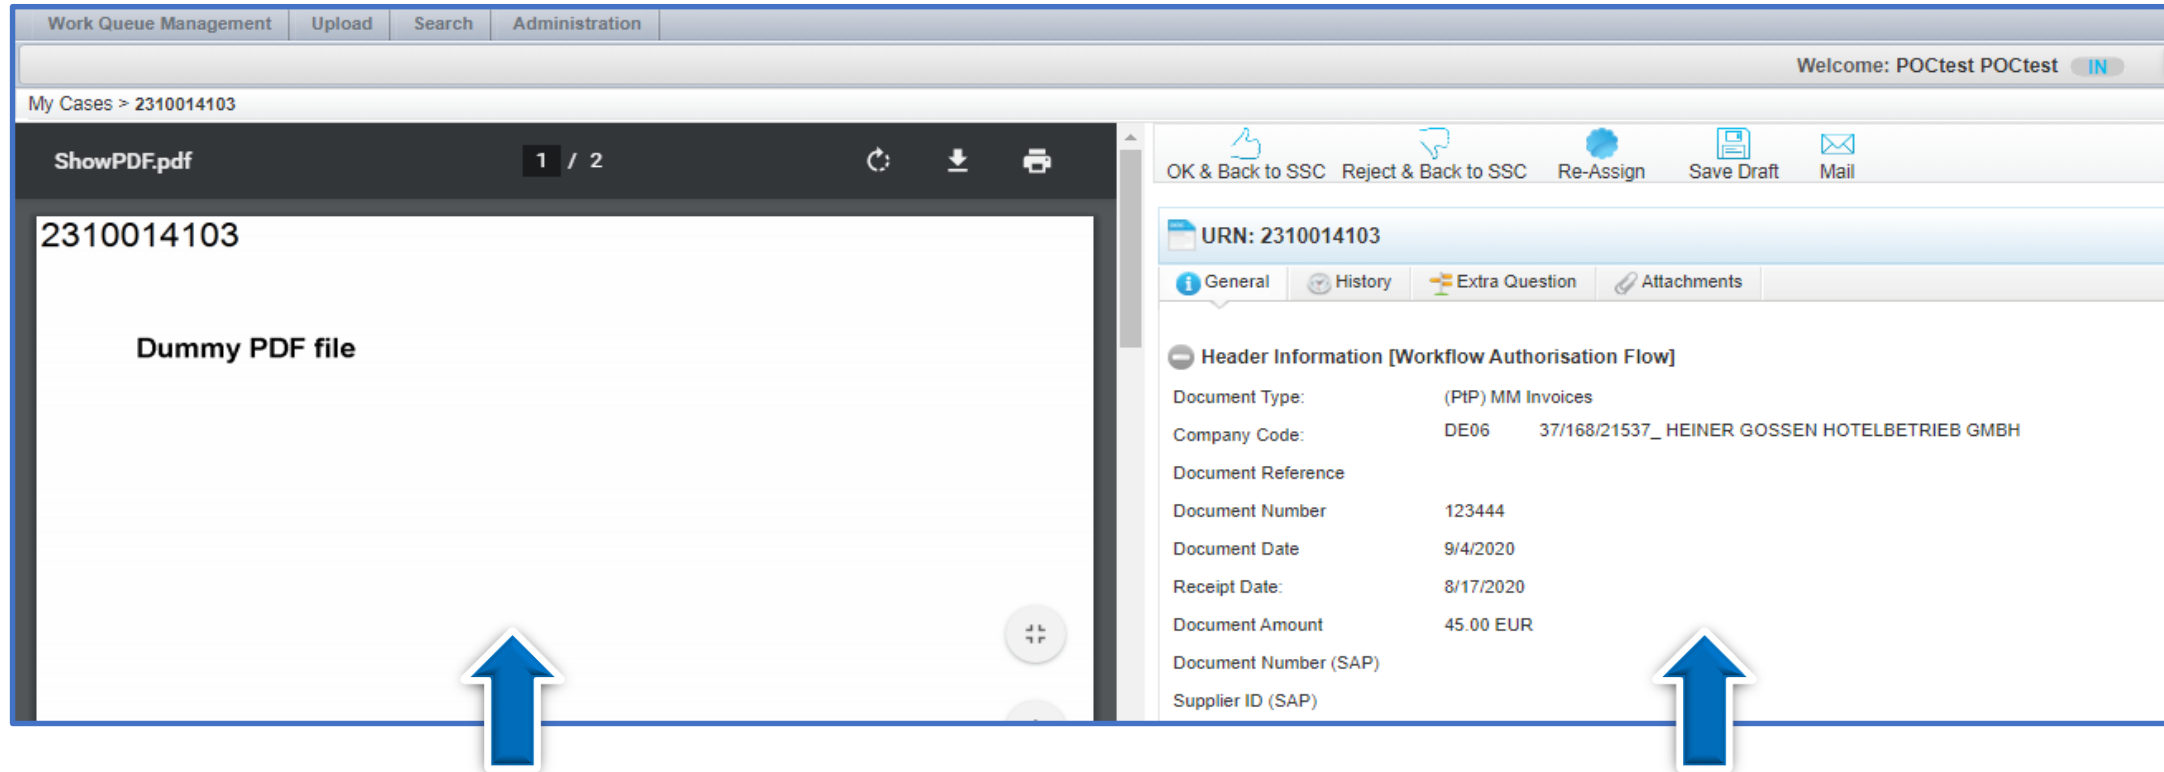 Work Queue Management Upload Search Administration
Welcome: POCtest POCtest IN
My Cases > 2310014103
ShowPDF.pdf 1 / 2
2310014103
Dummy PDF file
OK & Back to SSC Reject & Back to SSC Re-Assign Save Draft Mail
URN: 2310014103
General History Extra Question Attachments
Header Information [Workflow Authorisation Flow]
Document Type: (PtP) MM Invoices
Company Code: DE06 37/168/21537_ HEINER GOSSEN HOTELBETRIEB GMBH
Document Reference
Document Number 123444
Document Date 9/4/2020
Receipt Date: 8/17/2020
Document Amount 45.00 EUR
Document Number (SAP)
Supplier ID (SAP)